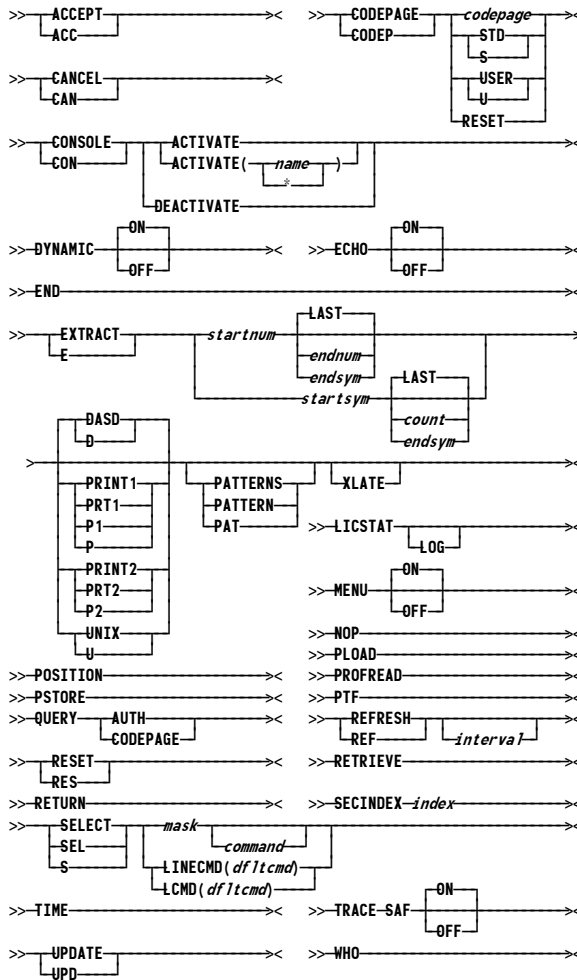 >>ACCEPT>< >>CODEPAGE codepage><
ACC CODEP STD
S
>>CANCEL>< USER
CAN U
RESET
>>CONSOLE ACTIVATE><
CON ACTIVATE( name )
*
DEACTIVATE
ON ON
>>DYNAMIC>< >>ECHO><
OFF OFF
>>END><
LAST
>>EXTRACT startnum><
E endnum LAST
endsym
startsym
count
endsym
DASD
D
>><
PRINT1 PATTERNS XLATE
PRT1 PATTERN
P1 PAT >>LICSTAT><
P LOG
PRINT2 ON
PRT2 >>MENU><
P2 OFF
UNIX >>NOP><
U >>PLOAD><
>>POSITION>< >>PROFREAD><
>>PSTORE>< >>PTF><
>>QUERY AUTH>< >>REFRESH><
CODEPAGE REF interval
>>RESET>< >>RETRIEVE><
RES
>>RETURN>< >>SECINDEX index><
>>SELECT mask><
SEL command
S LINECMD(dfltcmd)
LCMD(dfltcmd)
ON
>>TIME>< >>TRACE SAF><
OFF
>>UPDATE>< >>WHO><
UPD